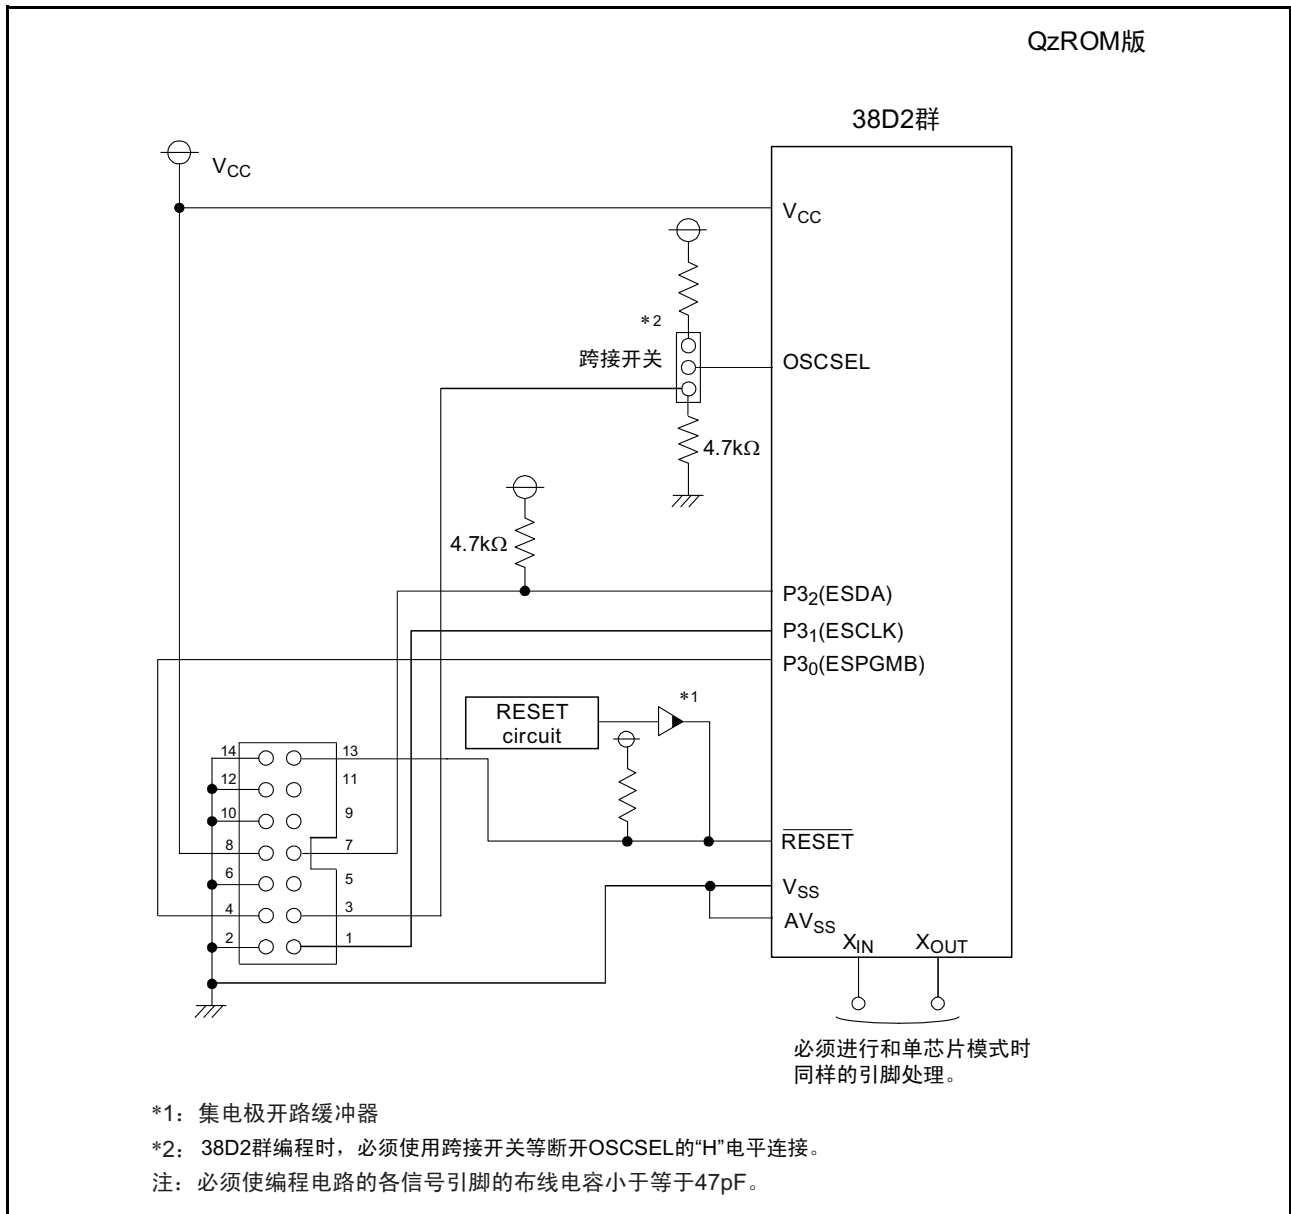 QzROM版
38D2群
VCC
VCC
*2
跨接开关
OSCSEL
4.7kΩ
4.7kΩ
P32(ESDA)
P31(ESCLK)
P30(ESPGMB)
*1
RESET
circuit
14 13
12 11
10 9
8 7
6 5
4 3
2 1
RESET
VSS
AVSS
XIN XOUT
必须进行和单芯片模式时
同样的引脚处理。
*1：集电极开路缓冲器
*2：38D2群编程时，必须使用跨接开关等断开OSCSEL的“H”电平连接。
注：必须使编程电路的各信号引脚的布线电容小于等于47pF。